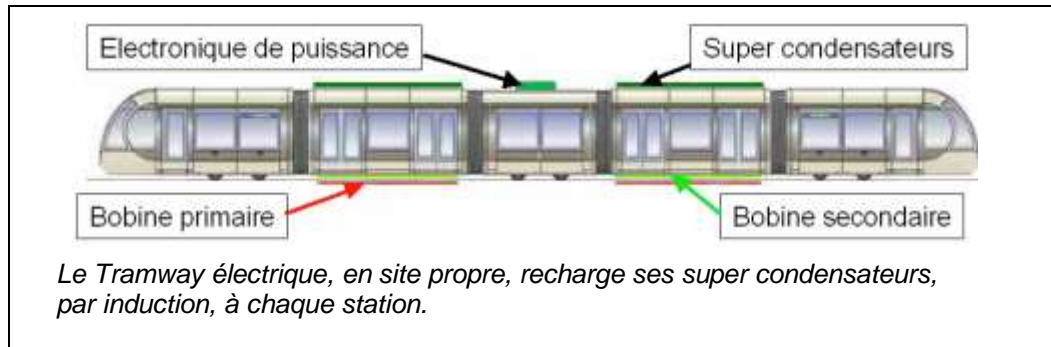 Electronique de puissance
Super condensateurs
Bobine primaire
Bobine secondaire
Le Tramway électrique, en site propre, recharge ses super condensateurs,
par induction, à chaque station.